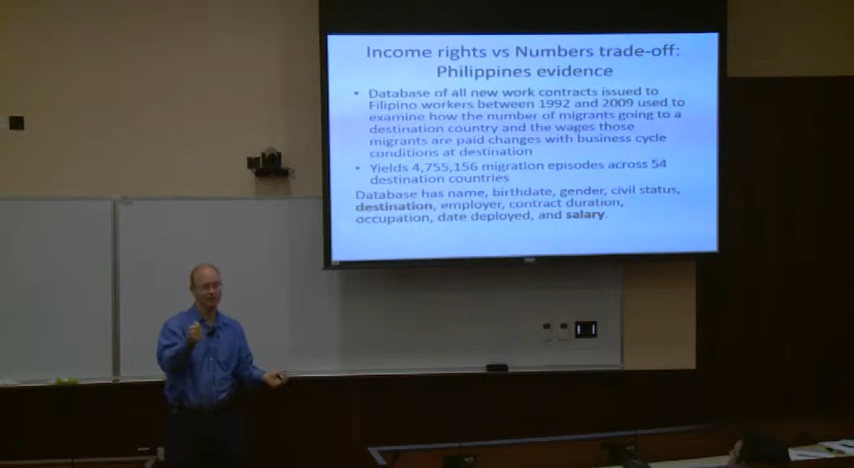 Income rights vs Numbers trade-off:
Philippines evidence
• Database of all new work contracts issued to
Filipino workers between 1992 and 2009 used to
examine how the number of migrants going to a
destination country and the wages those
migrants are paid changes with business cycle
conditions at destination
• Yields 4,755,156 migration episodes across 54
destination countries
Database has name, birthdate, gender, civil status,
destination, employer, contract duration,
occupation, date deployed, and salary.